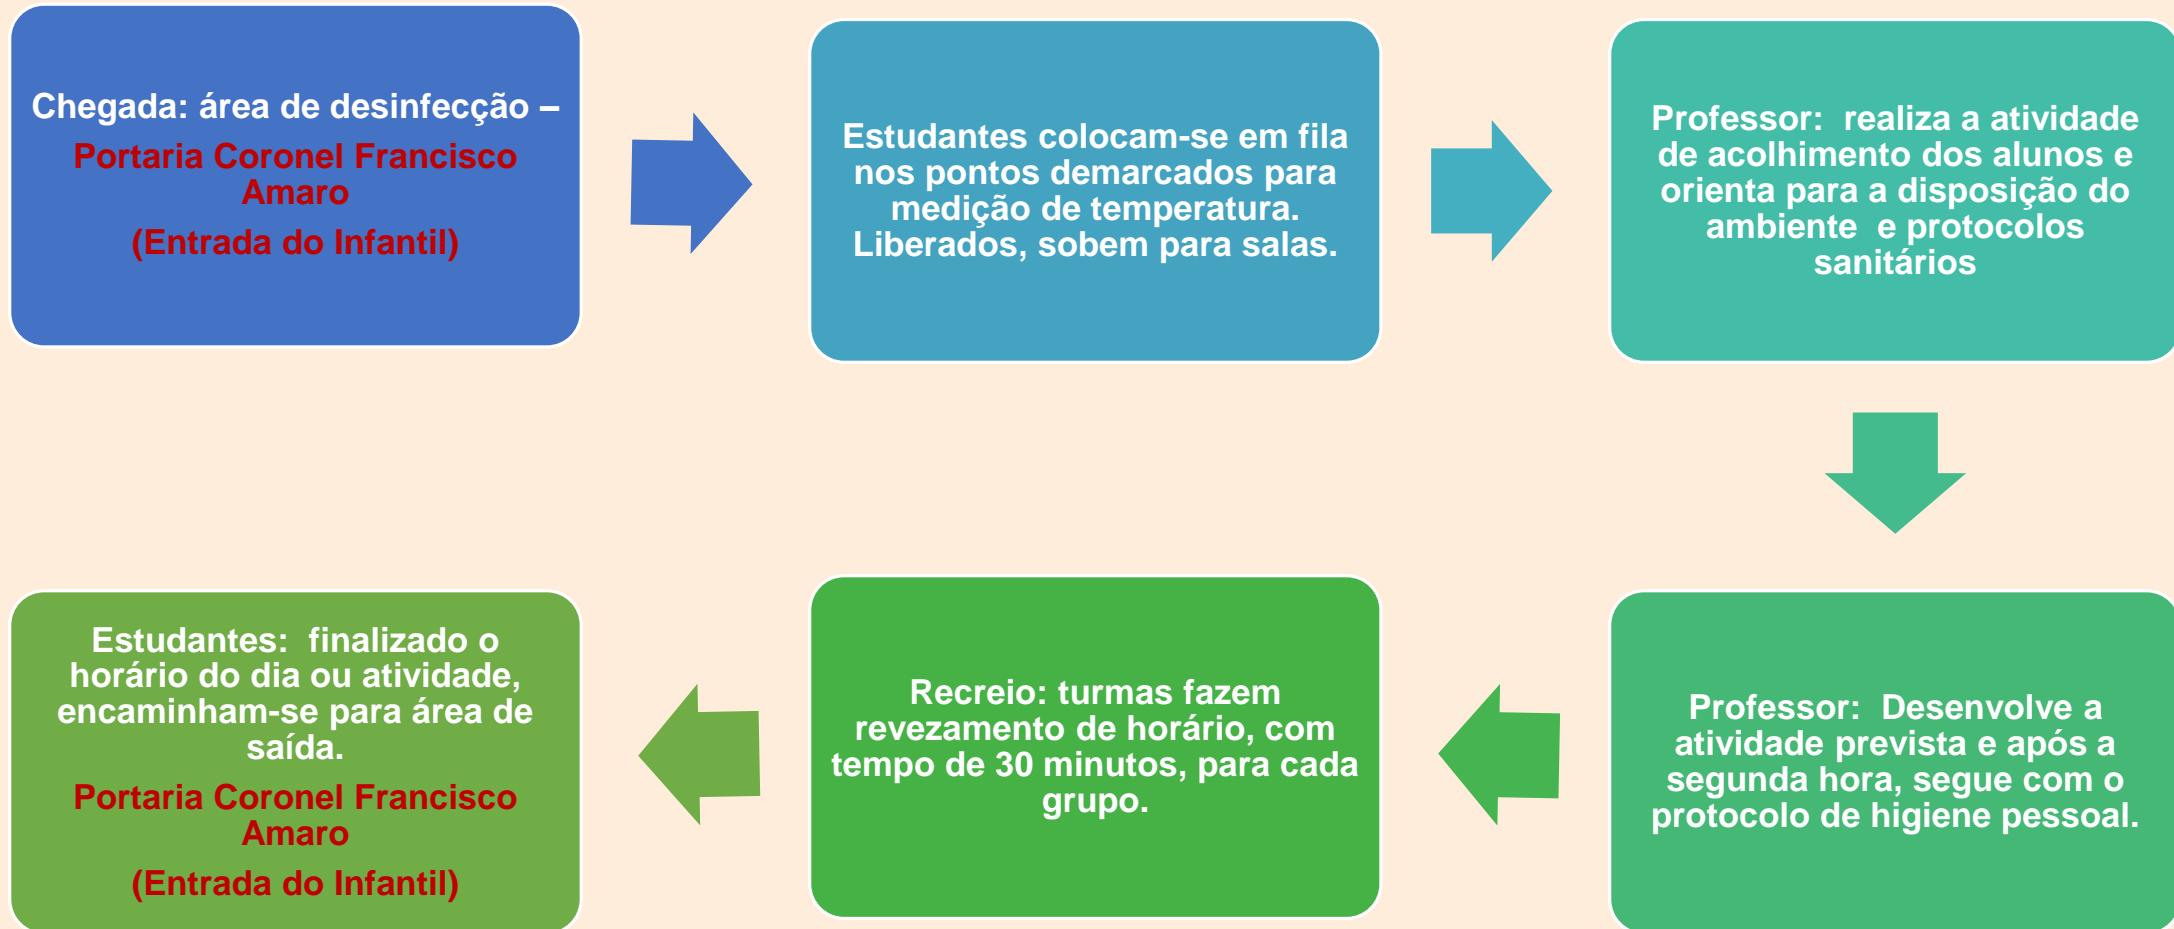 Chegada: área de desinfecção –
Portaria Coronel Francisco
Amaro
(Entrada do Infantil)
Estudantes colocam-se em fila
nos pontos demarcados para
medição de temperatura.
Liberados, sobem para salas.
Professor:  realiza a atividade
de acolhimento dos alunos e
orienta para a disposição do
ambiente  e protocolos
sanitários
Professor:  Desenvolve a
atividade prevista e após a
segunda hora, segue com o
protocolo de higiene pessoal.
Recreio: turmas fazem
revezamento de horário, com
tempo de 30 minutos, para cada
grupo.
Estudantes:  finalizado o
horário do dia ou atividade,
encaminham-se para área de
saída.
Portaria Coronel Francisco
Amaro
(Entrada do Infantil)